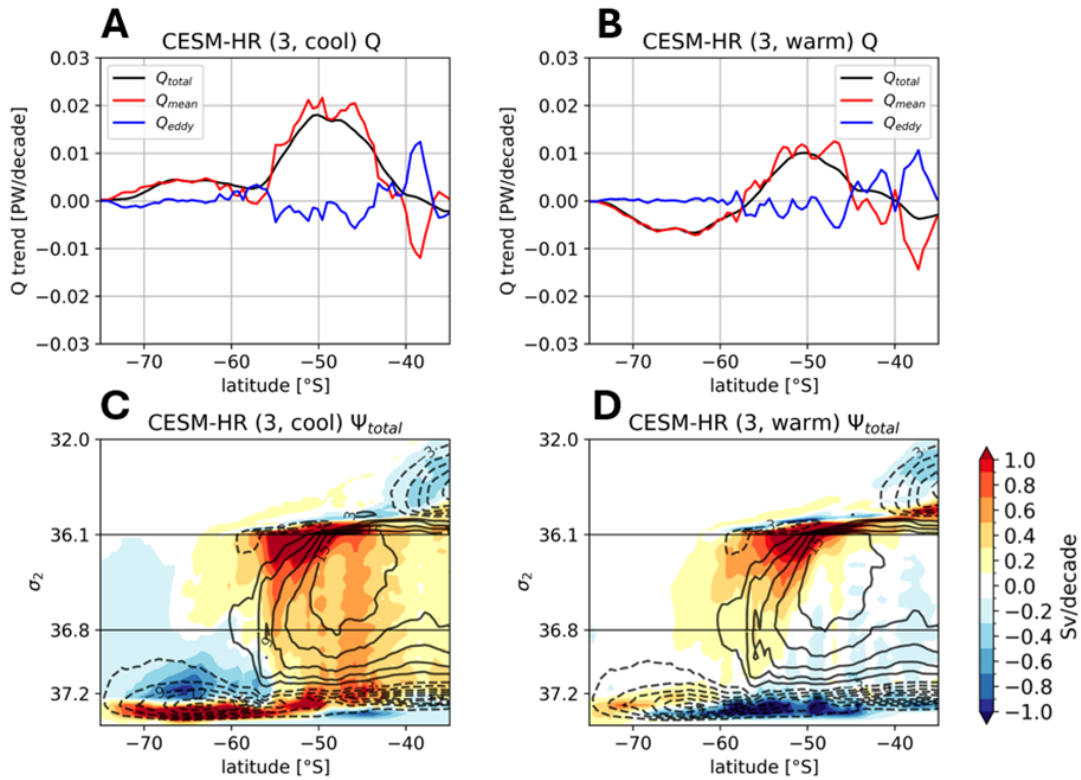 A
B
CESM-HR (3, cool) Q
CESM-HR (3, warm) Q
Q trend [PW/decade]
0.03
0.02
0.01
0.00
−0.01
−0.02
−0.03
Q_total
Q_mean
Q_eddy
−70
−60
−50
−40
latitude [°S]
Q trend [PW/decade]
0.03
0.02
0.01
0.00
−0.01
−0.02
−0.03
Q_total
Q_mean
Q_eddy
−70
−60
−50
−40
latitude [°S]
C
D
CESM-HR (3, cool) Ψ_total
CESM-HR (3, warm) Ψ_total
σ_2
32.0
36.1
36.8
37.2
−70
−60
−50
−40
latitude [°S]
σ_2
32.0
36.1
36.8
37.2
−70
−60
−50
−40
latitude [°S]
1.0
0.8
0.6
0.4
0.2
0.0
−0.2
−0.4
−0.6
−0.8
−1.0
Sv/decade